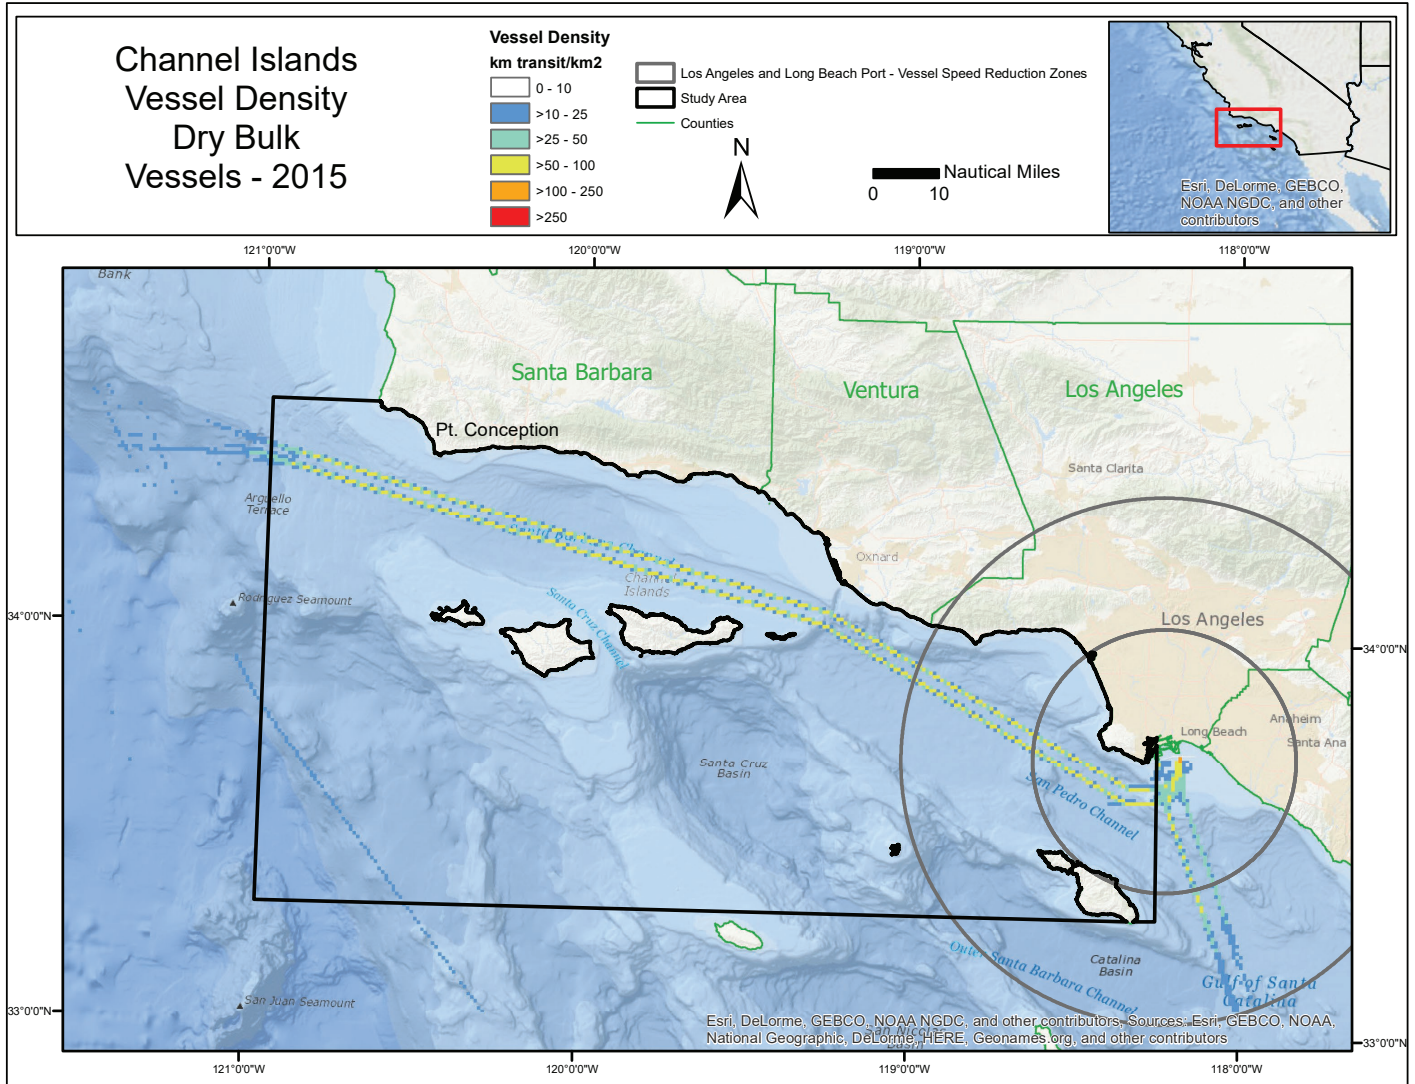 Channel Islands
Vessel Density
Dry Bulk
Vessels - 2015
Vessel Density
km transit/km2
0 - 10
>10 - 25
>25 - 50
>50 - 100
>100 - 250
>250
Los Angeles and Long Beach Port - Vessel Speed Reduction Zones
Study Area
Counties
N
Nautical Miles
0 10
Esri, DeLorme, GEBCO,
NOAA NGDC, and other
contributors
121°0'0"W 120°0'0"W 119°0'0"W 118°0'0"W
Bank
Santa Barbara
Ventura
Los Angeles
Pt. Conception
Santa Clarita
Arguello
Terrace
Santa Barbara Channel
Oxnard
Channel
Islands
Rodriguez Seamount
Santa Cruz Channel
34°0'0"N
Los Angeles
34°0'0"N
Anaheim
Long Beach
Santa Ana
Santa Cruz
Basin
San Pedro Channel
Outer Santa Barbara Channel
Catalina
Basin
Gulf of Santa
Catalina
San Juan Seamount
33°0'0"N
Esri, DeLorme, GEBCO, NOAA NGDC, and other contributors, Sources: Esri, GEBCO, NOAA,
National Geographic, DeLorme, HERE, Geonames.org, and other contributors
San Nicolas
Basin
33°0'0"N
121°0'0"W 120°0'0"W 119°0'0"W 118°0'0"W